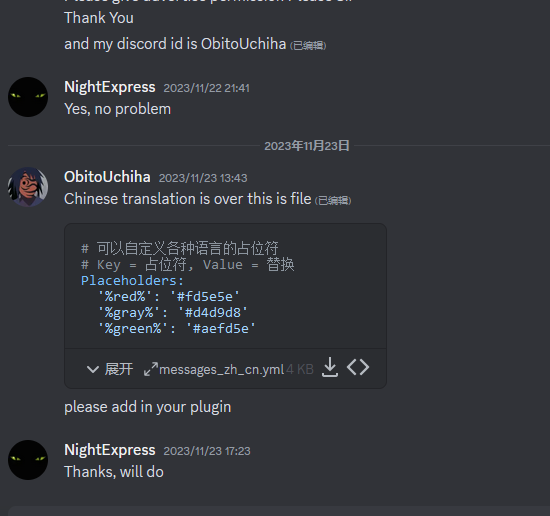 Thank You
and my discord id is ObitoUchiha (已编辑)
NightExpress 2023/11/22 21:41
Yes, no problem
2023年11月23日
ObitoUchiha 2023/11/23 13:43
Chinese translation is over this is file (已编辑)
# 可以自定义各种语言的占位符
# Key = 占位符, Value = 替换
Placeholders:
'%red%': '#fd5e5e'
'%gray%': '#d4d9d8'
'%green%': '#aefd5e'
展开 messages_zh_cn.yml 4 KB
please add in your plugin
NightExpress 2023/11/23 17:23
Thanks, will do